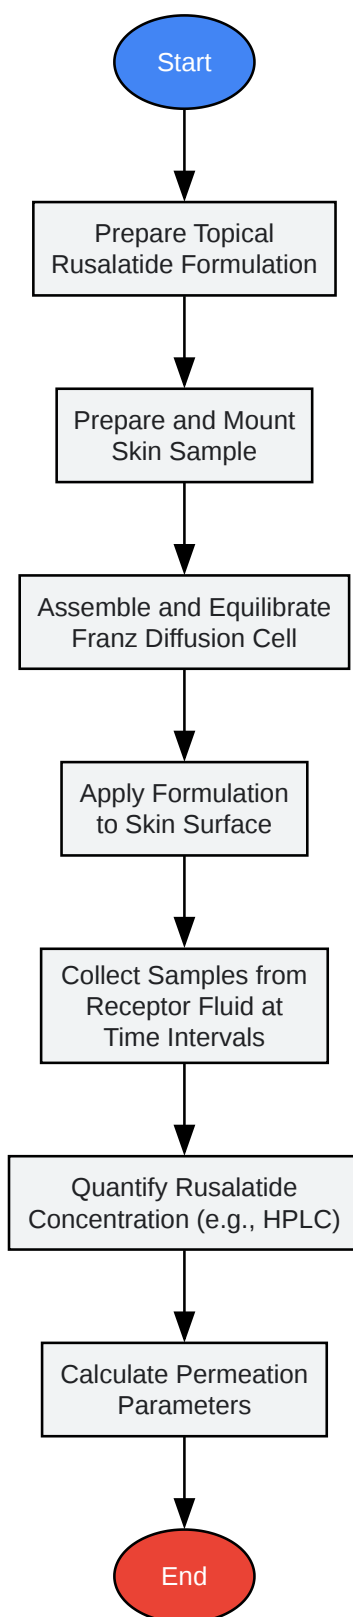 Start
Prepare Topical
Rusalatide Formulation
Prepare and Mount
Skin Sample
Assemble and Equilibrate
Franz Diffusion Cell
Apply Formulation
to Skin Surface
Collect Samples from
Receptor Fluid at
Time Intervals
Quantify Rusalatide
Concentration (e.g., HPLC)
Calculate Permeation
Parameters
End